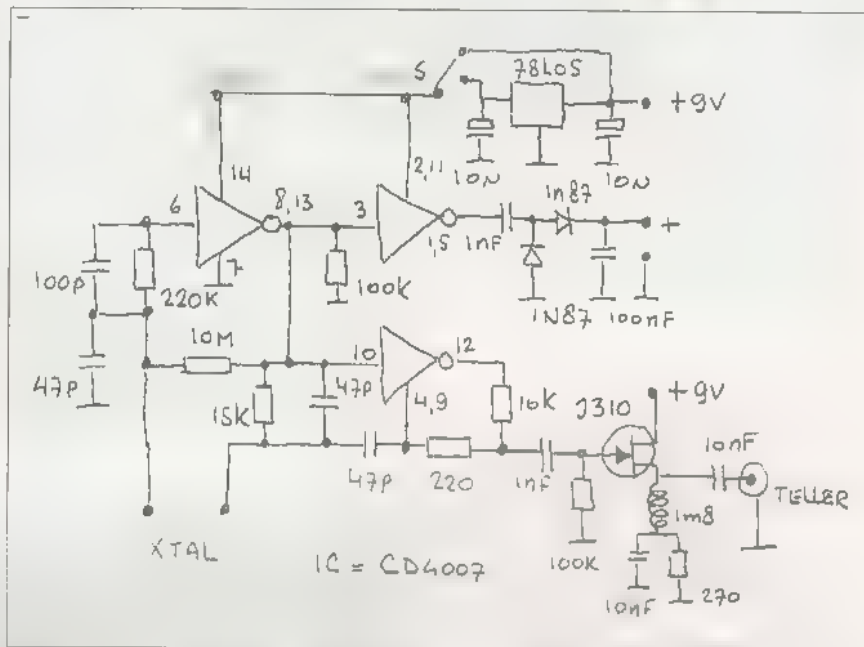 S
78L05
+9V
14
2,11
10N
10N
1n87
6
8,13
3
+
1,5
1nF
7
100p
220K
100K
1N87
100nF
10M
10
12
47p
47p
15K
4,9
10K
J310
+9V
10nF
47p
220
1nF
TELLER
1m8
XTAL
100K
IC = CD4007
10nF
270